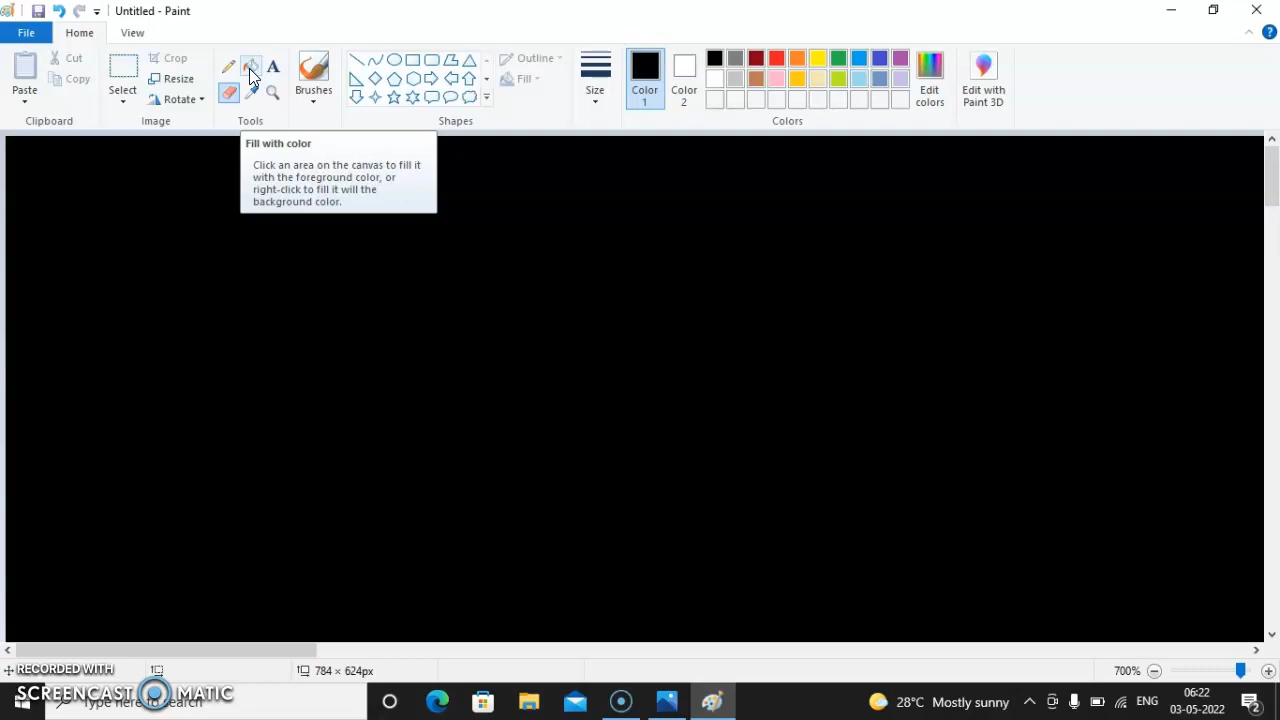 Untitled - Paint
File Home View
Cut
Copy
Paste
Clipboard
Crop
Resize
Rotate
Select
Image
A
Tools
Brushes
Outline
Fill
Shapes
Size
Color 1
Color 2
Edit colors
Colors
Edit with Paint 3D
Fill with color
Click an area on the canvas to fill it
with the foreground color, or
right-click to fill it will the
background color.
784 × 624px
700%
RECORDED WITH
SCREENCAST-O-MATIC
Type here to search
28°C Mostly sunny
ENG
06:22
03-05-2022
2